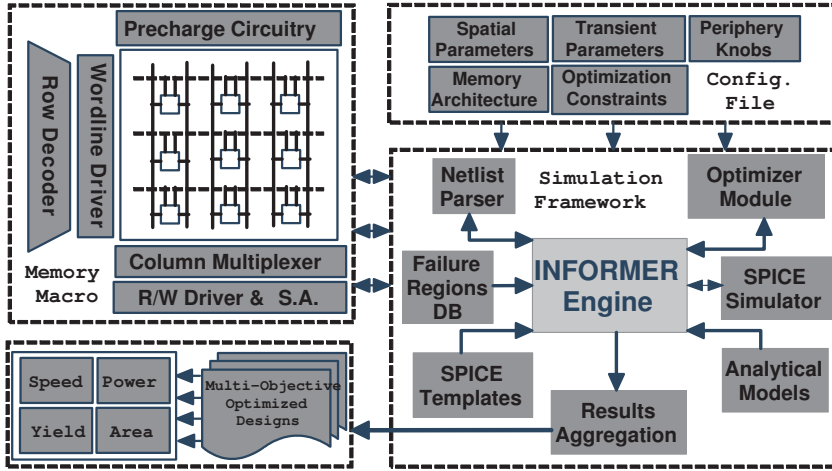 Precharge Circuitry
Row Decoder
Wordline Driver
Column Multiplexer
R/W Driver & S.A.
Memory
Macro
Spatial
Parameters
Transient
Parameters
Periphery
Knobs
Memory
Architecture
Optimization
Constraints
Config.
File
Netlist
Parser
Simulation
Framework
Optimizer
Module
Failure
Regions
DB
INFORMER
Engine
SPICE
Simulator
SPICE
Templates
Results
Aggregation
Analytical
Models
Speed
Power
Yield
Area
Multi-Objective
Optimized
Designs